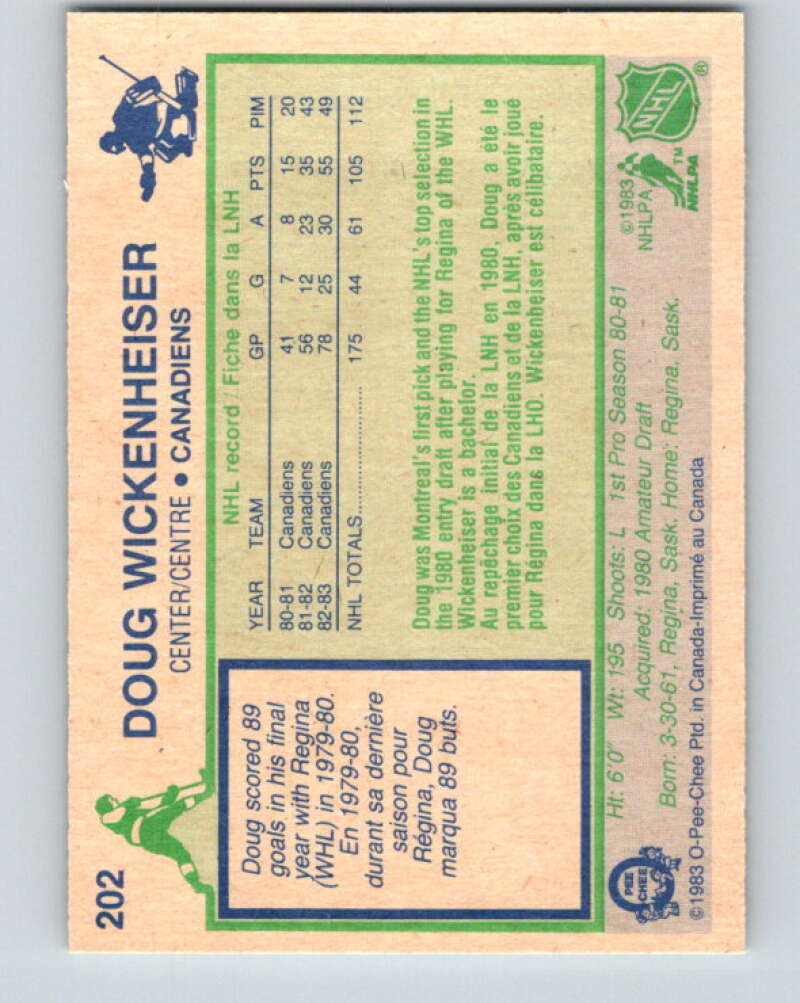 202
DOUG WICKENHEISER
CENTER/CENTRE • CANADIENS
Doug scored 89
goals in his final
year with Regina
(WHL) in 1979-80.
En 1979-80,
durant sa dernière
saison pour
Régina, Doug
marqua 89 buts.
NHL record / Fiche dans la LNH
YEAR TEAM GP G A PTS PIM
80-81 Canadiens 41 7 8 15 20
81-82 Canadiens 56 12 23 35 43
82-83 Canadiens 78 25 30 55 49
NHL TOTALS.................... 175 44 61 105 112
Doug was Montreal's first pick and the NHL's top selection in
the 1980 entry draft after playing for Regina of the WHL.
Wickenheiser is a bachelor.
Au repêchage initial de la LNH en 1980, Doug a été le
premier choix des Canadiens et de la LNH, après avoir joué
pour Régina dans la LHO. Wickenheiser est célibataire.
Ht: 6'0" Wt: 195 Shoots: L 1st Pro Season 80-81
Acquired: 1980 Amateur Draft
Born: 3-30-61, Regina, Sask. Home: Regina, Sask.
©1983
NHLPA
NHLPA
TM
NHL
®
O
PEE
CHEE
©1983 O-Pee-Chee Ptd. in Canada-Imprimé au Canada